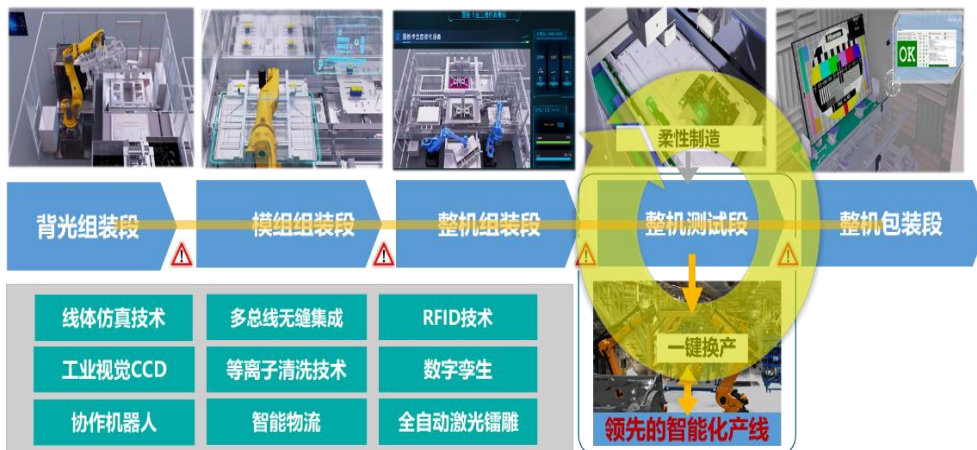 OK
柔性制造
背光组装段
模组组装段
整机组装段
整机测试段
整机包装段
线体仿真技术
多总线无缝集成
RFID技术
工业视觉CCD
等离子清洗技术
数字孪生
协作机器人
智能物流
全自动激光镭雕
一键换产
领先的智能化产线